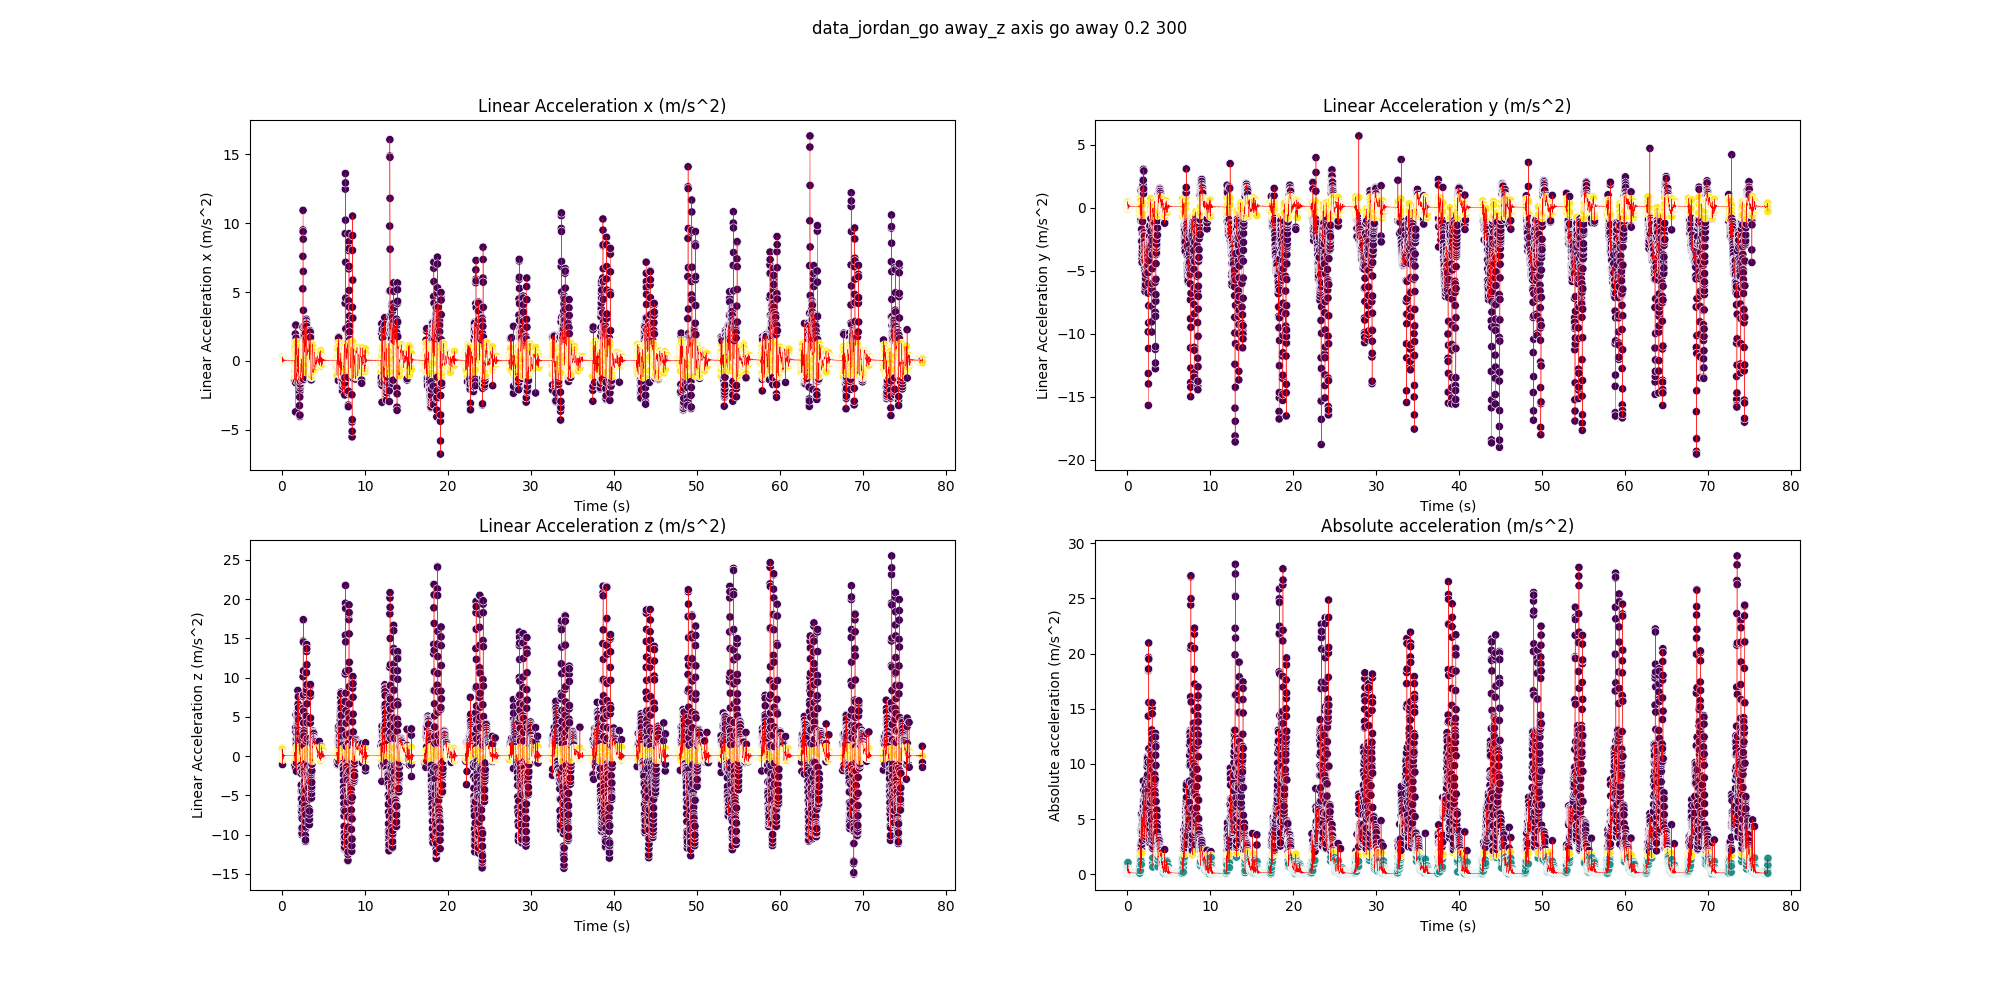 data_jordan_go away_z axis go away 0.2 300
Linear Acceleration x (m/s^2)
Linear Acceleration x (m/s^2)
15
10
5
0
−5
0 10 20 30 40 50 60 70 80
Time (s)
Linear Acceleration y (m/s^2)
Linear Acceleration y (m/s^2)
5
0
−5
−10
−15
−20
0 10 20 30 40 50 60 70 80
Time (s)
Linear Acceleration z (m/s^2)
Linear Acceleration z (m/s^2)
25
20
15
10
5
0
−5
−10
−15
0 10 20 30 40 50 60 70 80
Time (s)
Absolute acceleration (m/s^2)
Absolute acceleration (m/s^2)
30
25
20
15
10
5
0
0 10 20 30 40 50 60 70 80
Time (s)